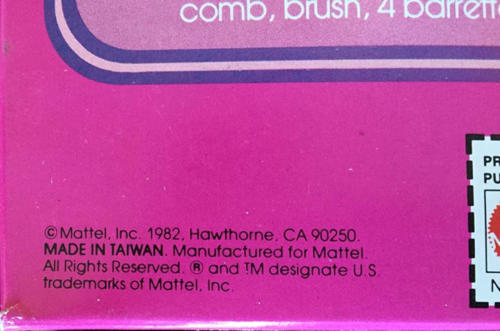 comb, brush, 4
©Mattel, Inc. 1982, Hawthorne, CA 90250.
MADE IN TAIWAN. Manufactured for Mattel.
All Rights Reserved. ® and TM designate U.S.
trademarks of Mattel, Inc.